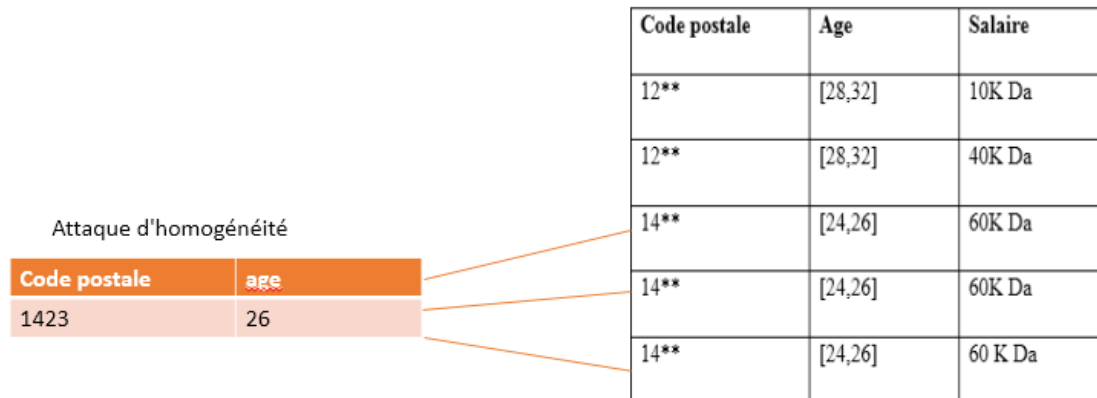 Code postale Age Salaire
12** [28,32] 10K Da
12** [28,32] 40K Da
14** [24,26] 60K Da
14** [24,26] 60K Da
14** [24,26] 60 K Da
Attaque d'homogénéité
Code postale age
1423 26